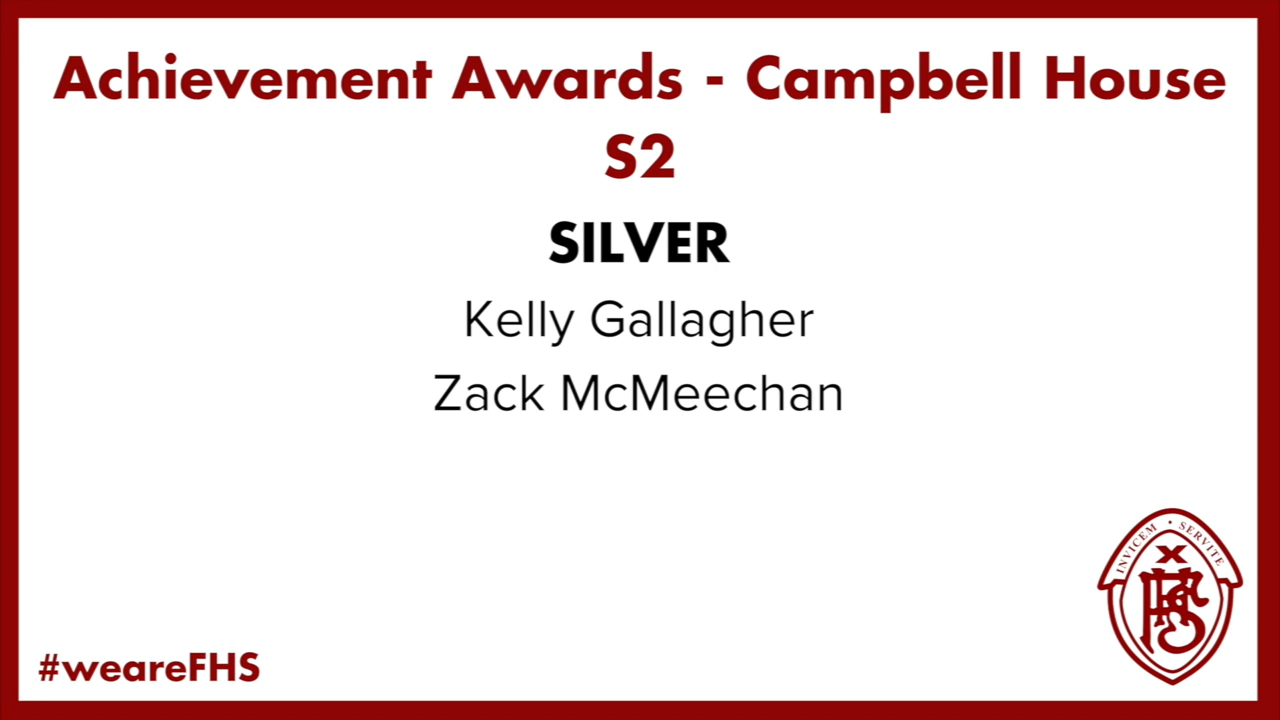 Achievement Awards - Campbell House
S2
SILVER
Kelly Gallagher
Zack McMeechan
INVICEM • SERVITE
#weareFHS